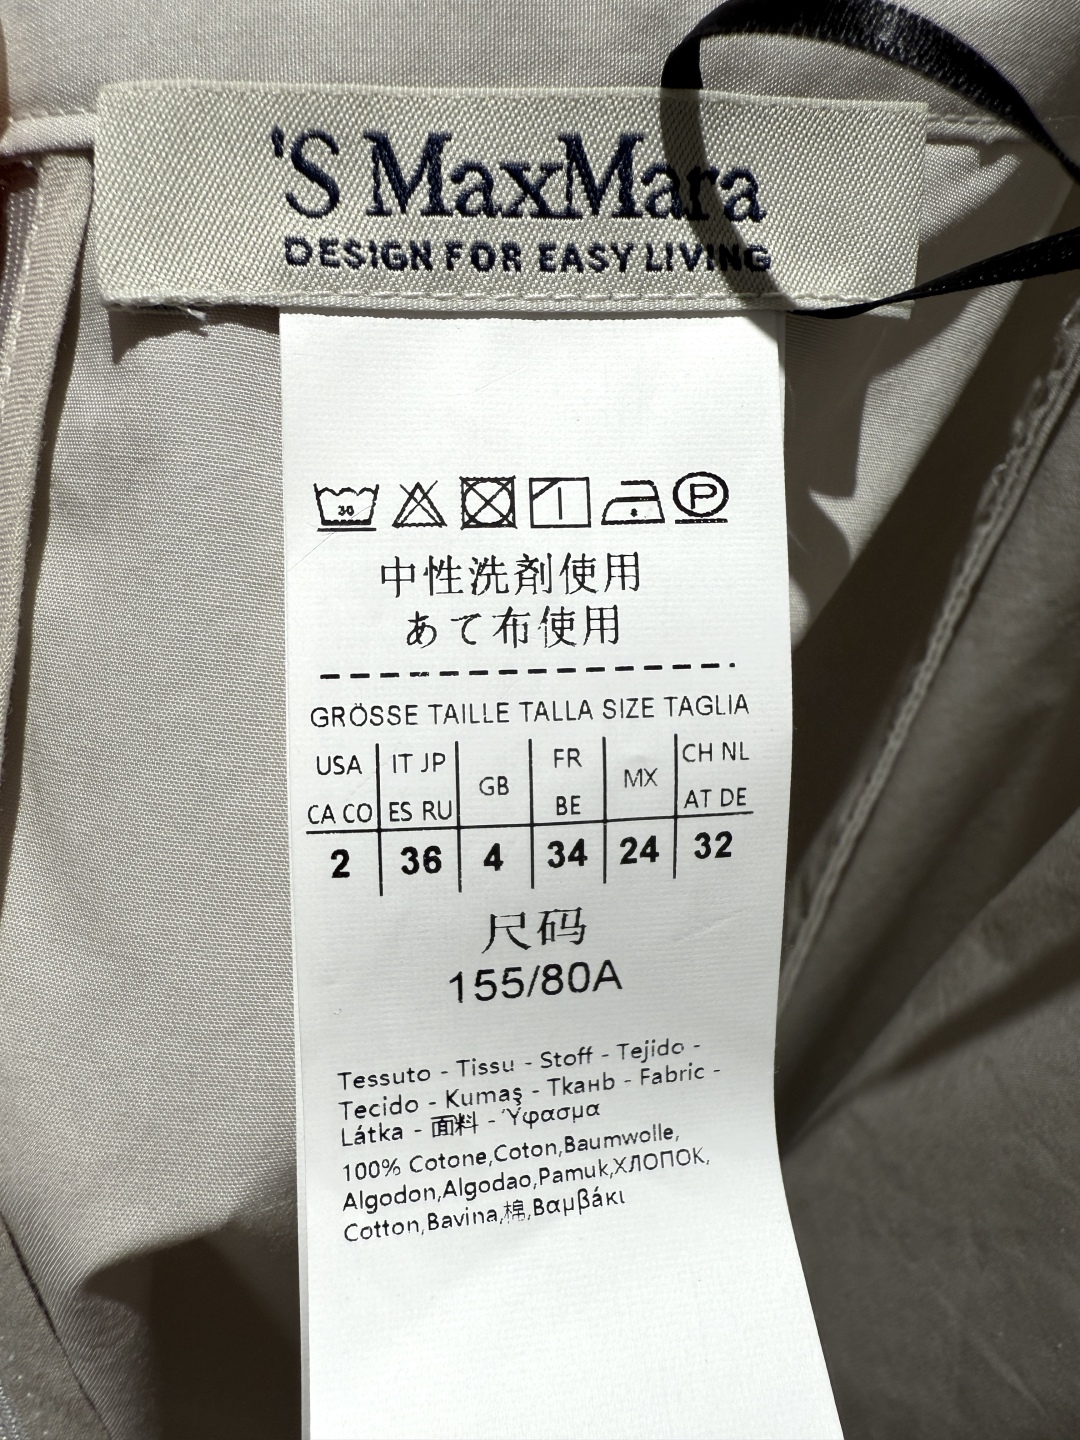 'S MaxMara
DESIGN FOR EASY LIVING
30 P
中性洗剤使用
あて布使用
GRÖSSE TAILLE TALLA SIZE TAGLIA
USA IT JP GB FR MX CH NL
CA CO ES RU BE AT DE
2 36 4 34 24 32
尺码
155/80A
Tessuto - Tissu - Stoff - Tejido -
Tecido - Kumaş - Ткань - Fabric -
Látka - 面料 - Ύφασμα
100% Cotone,Coton,Baumwolle,
Algodon,Algodao,Pamuk,ХЛОПОК,
Cotton,Bavina,棉,Βαμβάκι